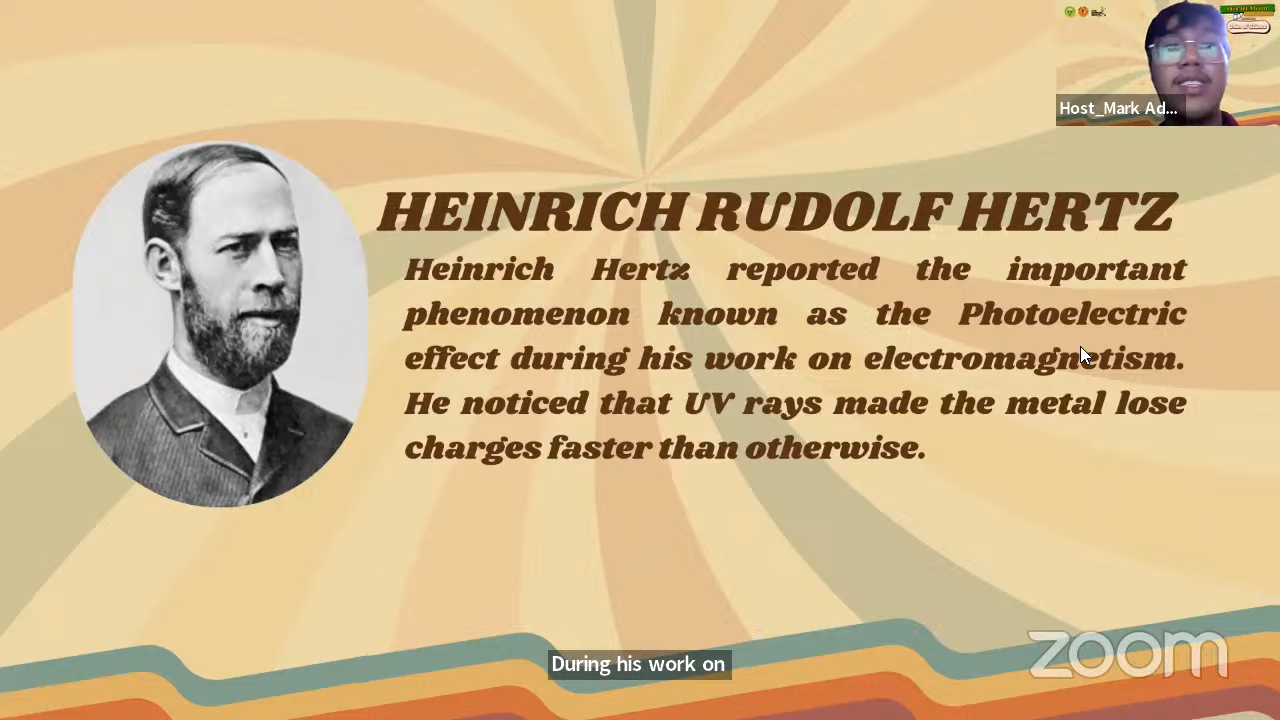 Host_Mark Ad...
HEINRICH RUDOLF HERTZ
Heinrich Hertz reported the important
phenomenon known as the Photoelectric
effect during his work on electromagnetism.
He noticed that UV rays made the metal lose
charges faster than otherwise.
During his work on
zoom